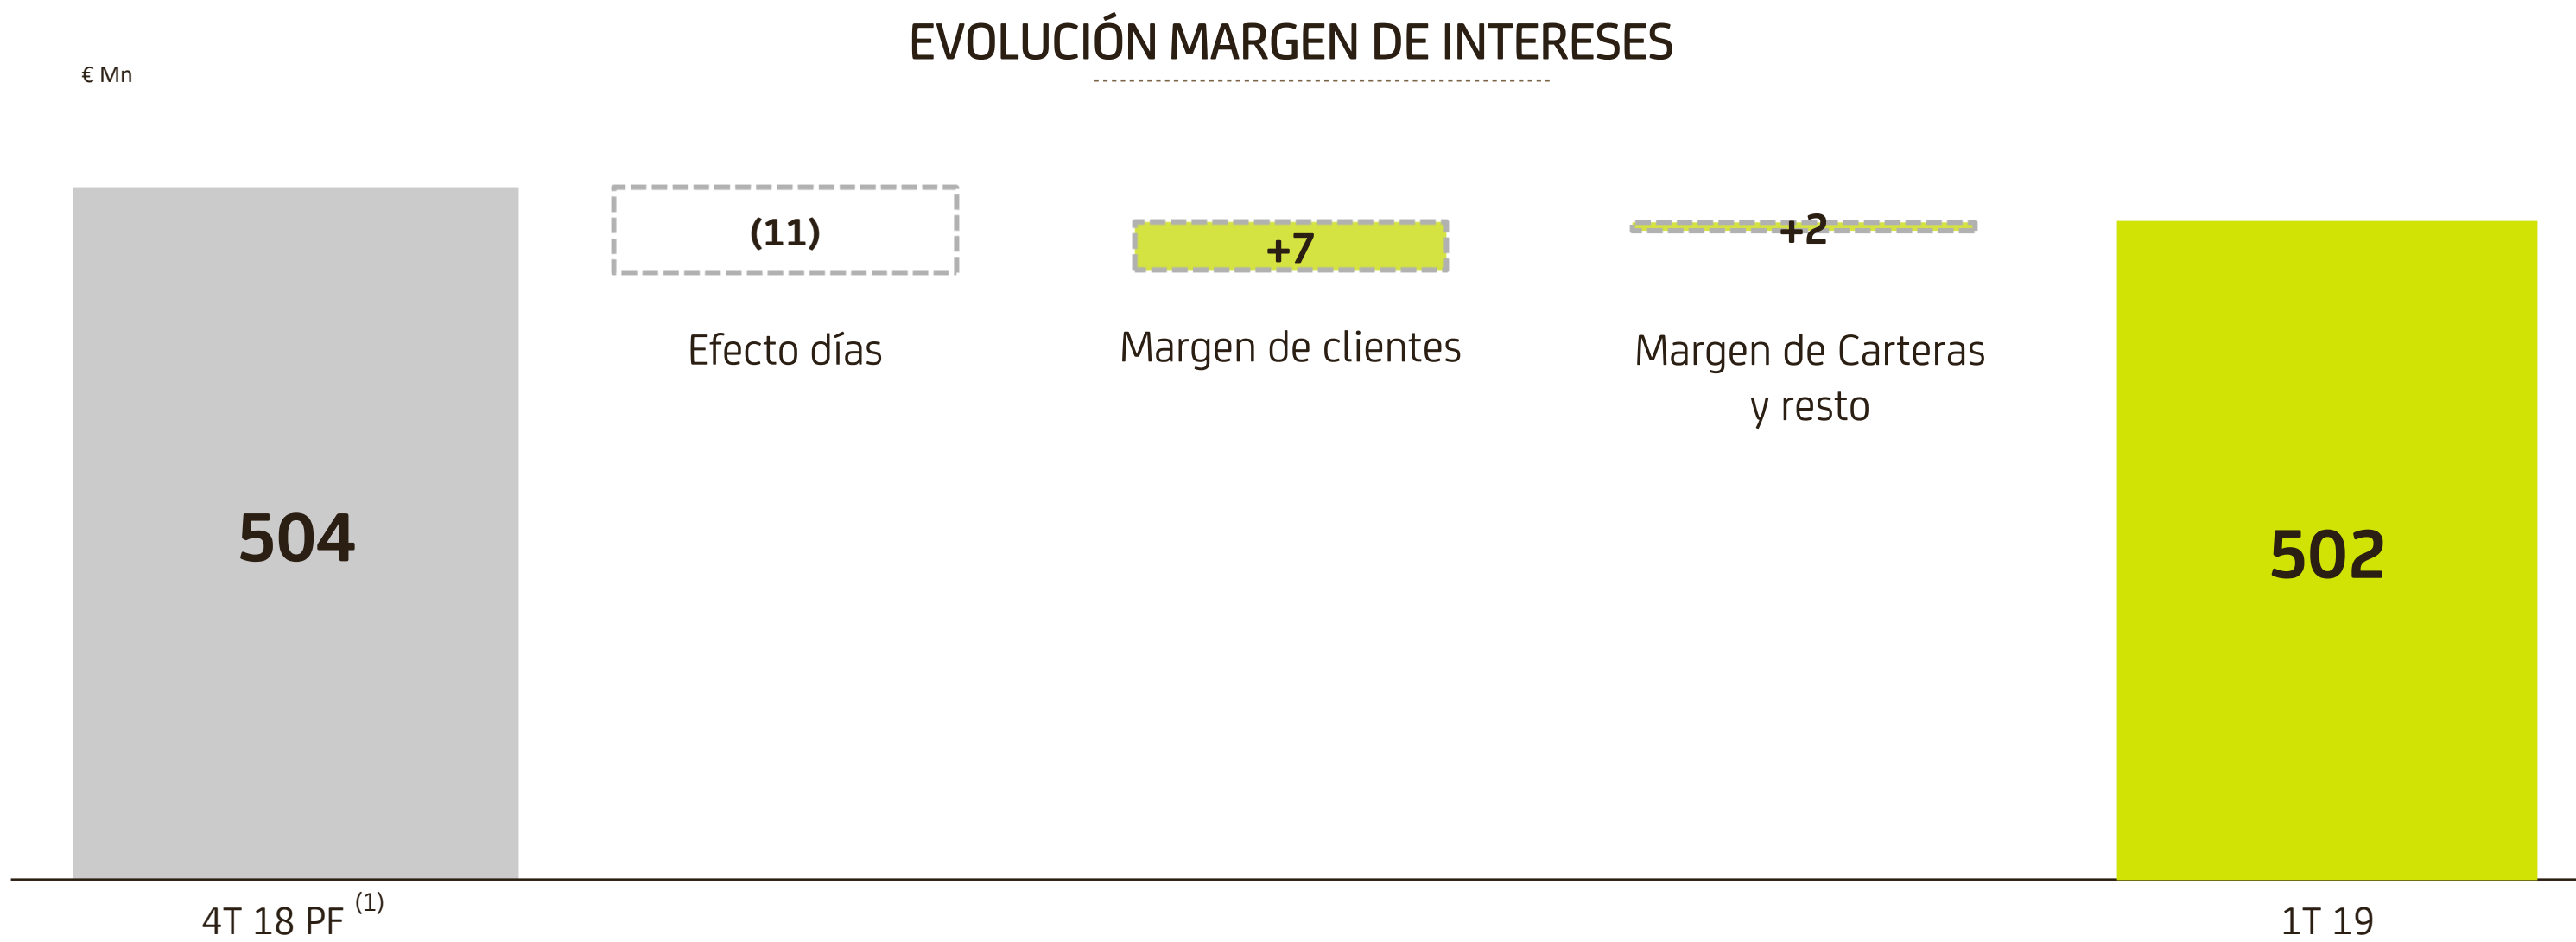 EVOLUCIÓN MARGEN DE INTERESES
€ Mn
(11)
+7
+2
Efecto días
Margen de clientes
Margen de Carteras
y resto
504
502
4T 18 PF (1)
1T 19